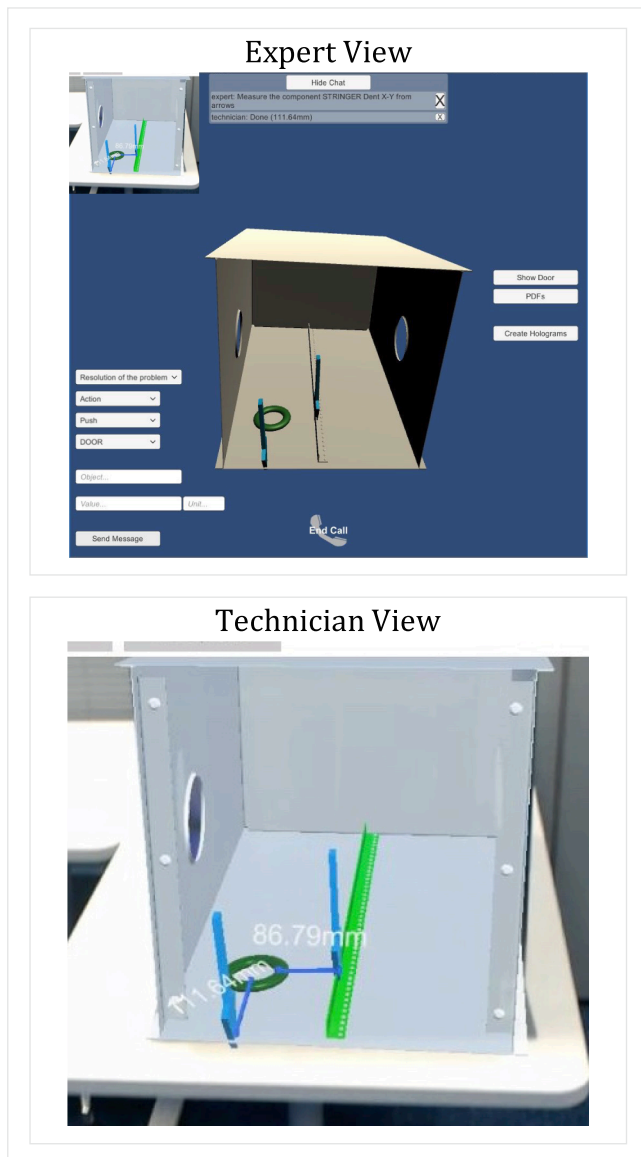 Expert View
Hide Chat
expert: Measure the component STRINGER Dent X-Y from
arrows
X
technician: Done (111.64mm)
X
86.79mm
Show Door
PDFs
Create Holograms
Resolution of the problem
Action
Push
DOOR
Object...
Value...
Unit...
Send Message
End Call
Technician View
86.79mm
111.64mm